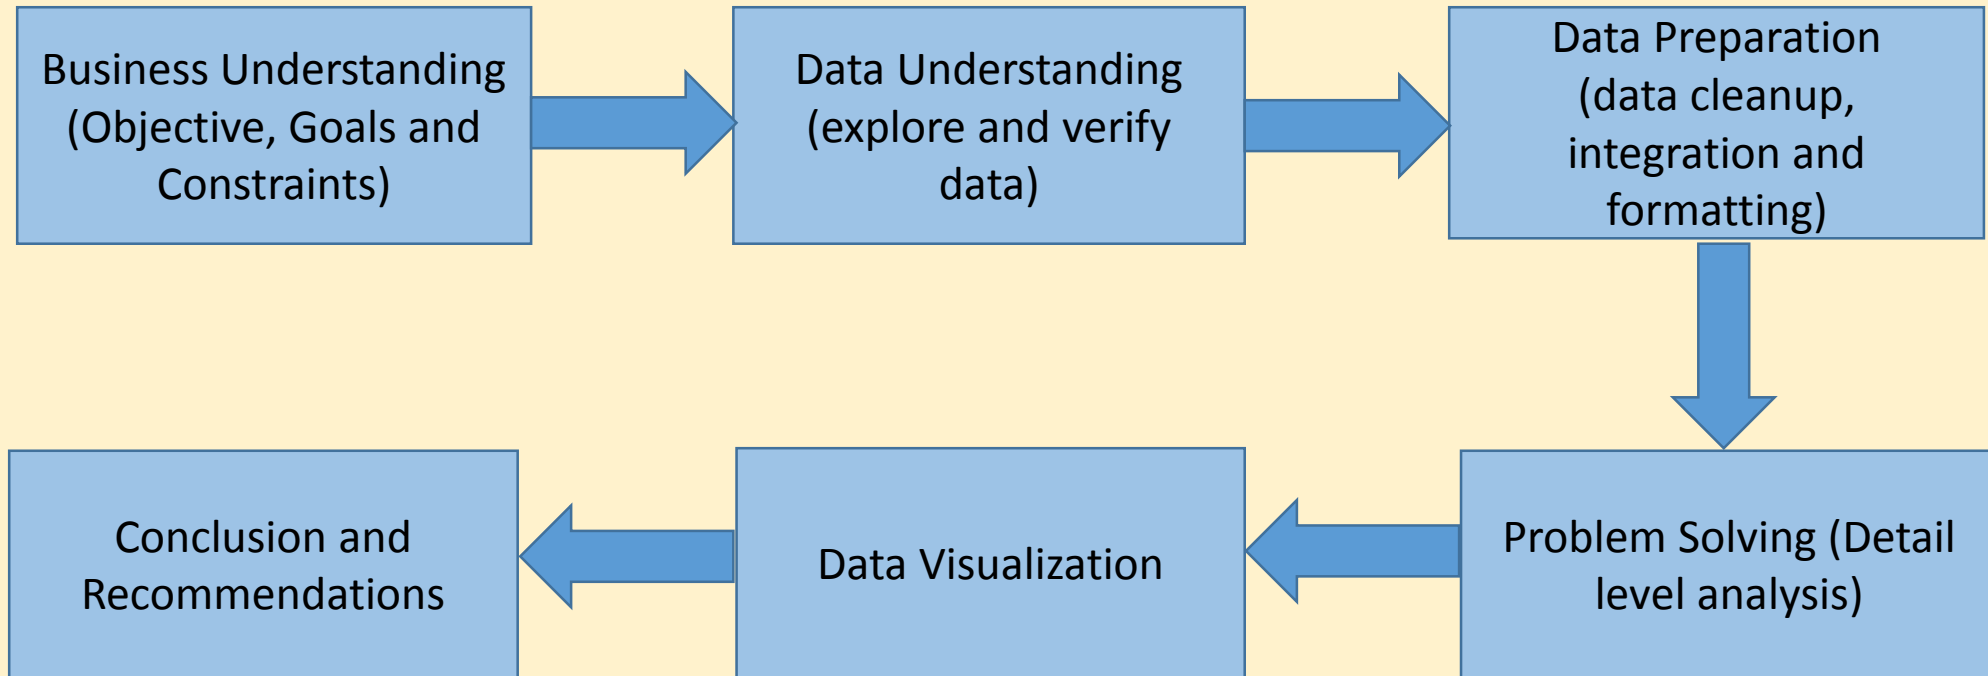 Business Understanding
(Objective, Goals and
Constraints)
Data Understanding
(explore and verify
data)
Data Preparation
(data cleanup,
integration and
formatting)
Problem Solving (Detail
level analysis)
Data Visualization
Conclusion and
Recommendations